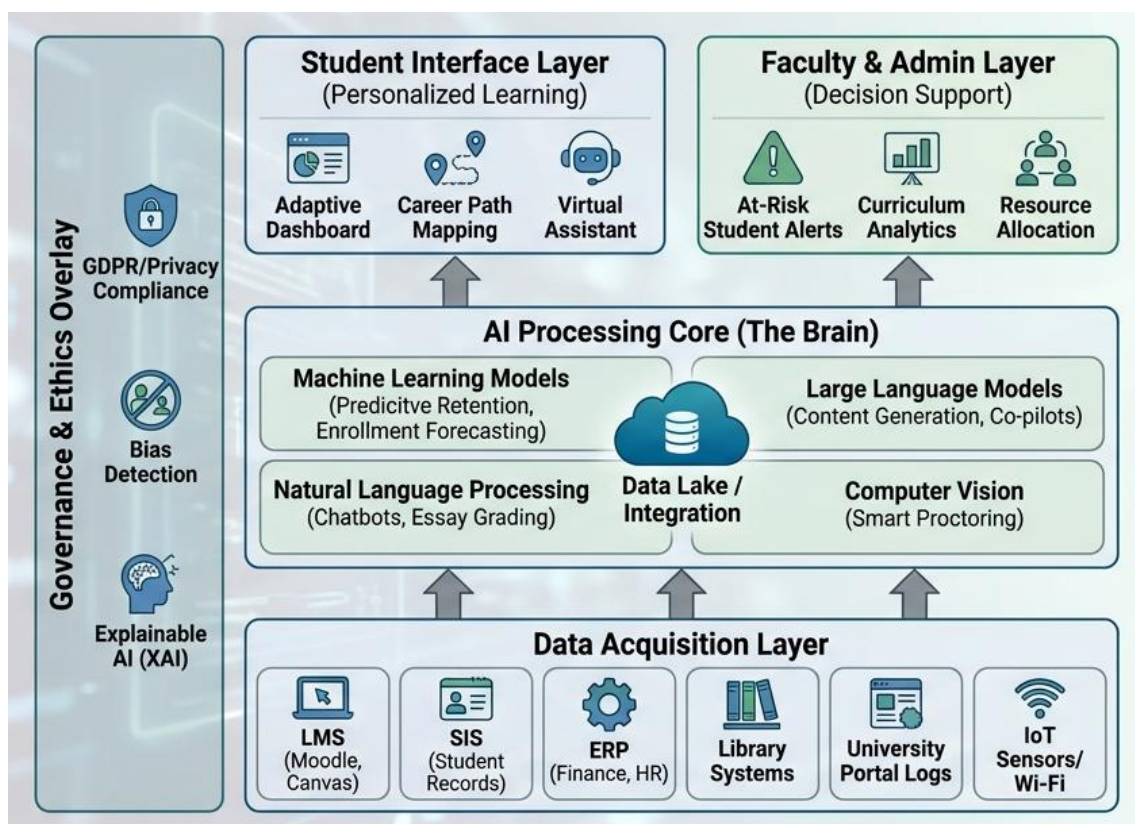 Governance & Ethics Overlay
GDPR/Privacy
Compliance
Bias
Detection
Explainable
AI (XAI)
Student Interface Layer
(Personalized Learning)
Adaptive
Dashboard
Career Path
Mapping
Virtual
Assistant
Faculty & Admin Layer
(Decision Support)
At-Risk
Student Alerts
Curriculum
Analytics
Resource
Allocation
AI Processing Core (The Brain)
Machine Learning Models
(Predicitve Retention,
Enrollment Forecasting)
Large Language Models
(Content Generation, Co-pilots)
Natural Language Processing
(Chatbots, Essay Grading)
Data Lake /
Integration
Computer Vision
(Smart Proctoring)
Data Acquisition Layer
LMS
(Moodle,
Canvas)
SIS
(Student
Records)
ERP
(Finance, HR)
Library
Systems
University
Portal Logs
IoT
Sensors/
Wi-Fi